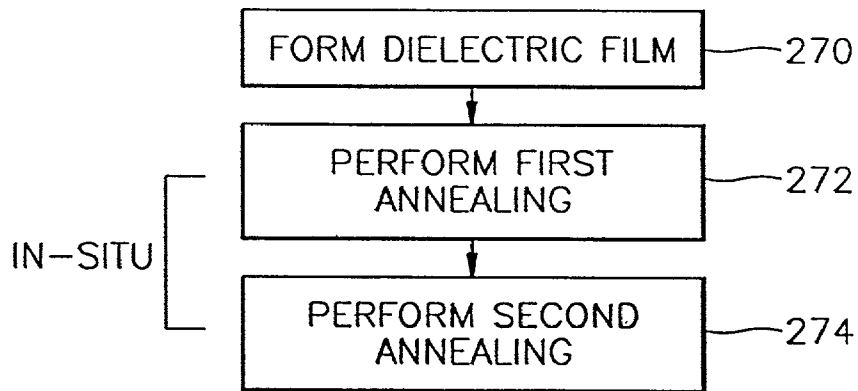 FORM DIELECTRIC FILM
270
PERFORM FIRST
ANNEALING
272
IN-SITU
PERFORM SECOND
ANNEALING
274